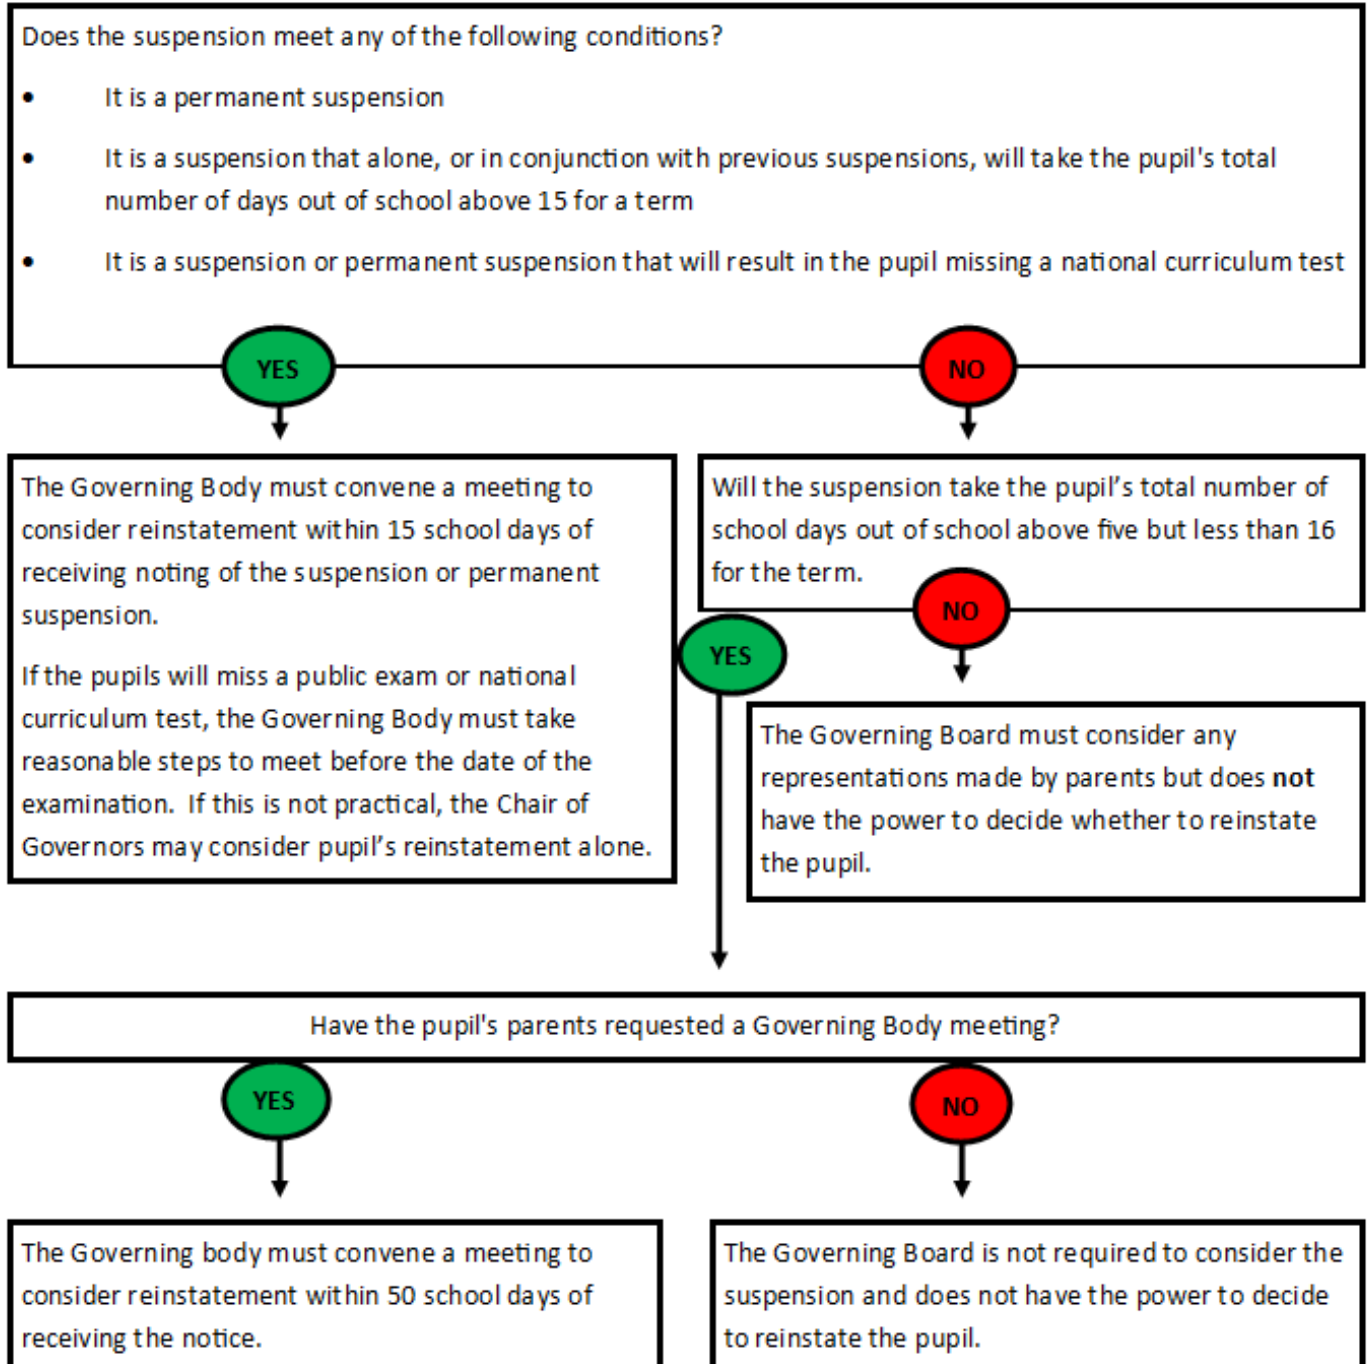 Does the suspension meet any of the following conditions?
• It is a permanent suspension
• It is a suspension that alone, or in conjunction with previous suspensions, will take the pupil's total
number of days out of school above 15 for a term
• It is a suspension or permanent suspension that will result in the pupil missing a national curriculum test
YES
NO
The Governing Body must convene a meeting to
consider reinstatement within 15 school days of
receiving noting of the suspension or permanent
suspension.
If the pupils will miss a public exam or national
curriculum test, the Governing Body must take
reasonable steps to meet before the date of the
examination. If this is not practical, the Chair of
Governors may consider pupil's reinstatement alone.
Will the suspension take the pupil's total number of
school days out of school above five but less than 16
for the term.
NO
YES
The Governing Board must consider any
representations made by parents but does not
have the power to decide whether to reinstate
the pupil.
Have the pupil's parents requested a Governing Body meeting?
YES
NO
The Governing body must convene a meeting to
consider reinstatement within 50 school days of
receiving the notice.
The Governing Board is not required to consider the
suspension and does not have the power to decide
to reinstate the pupil.